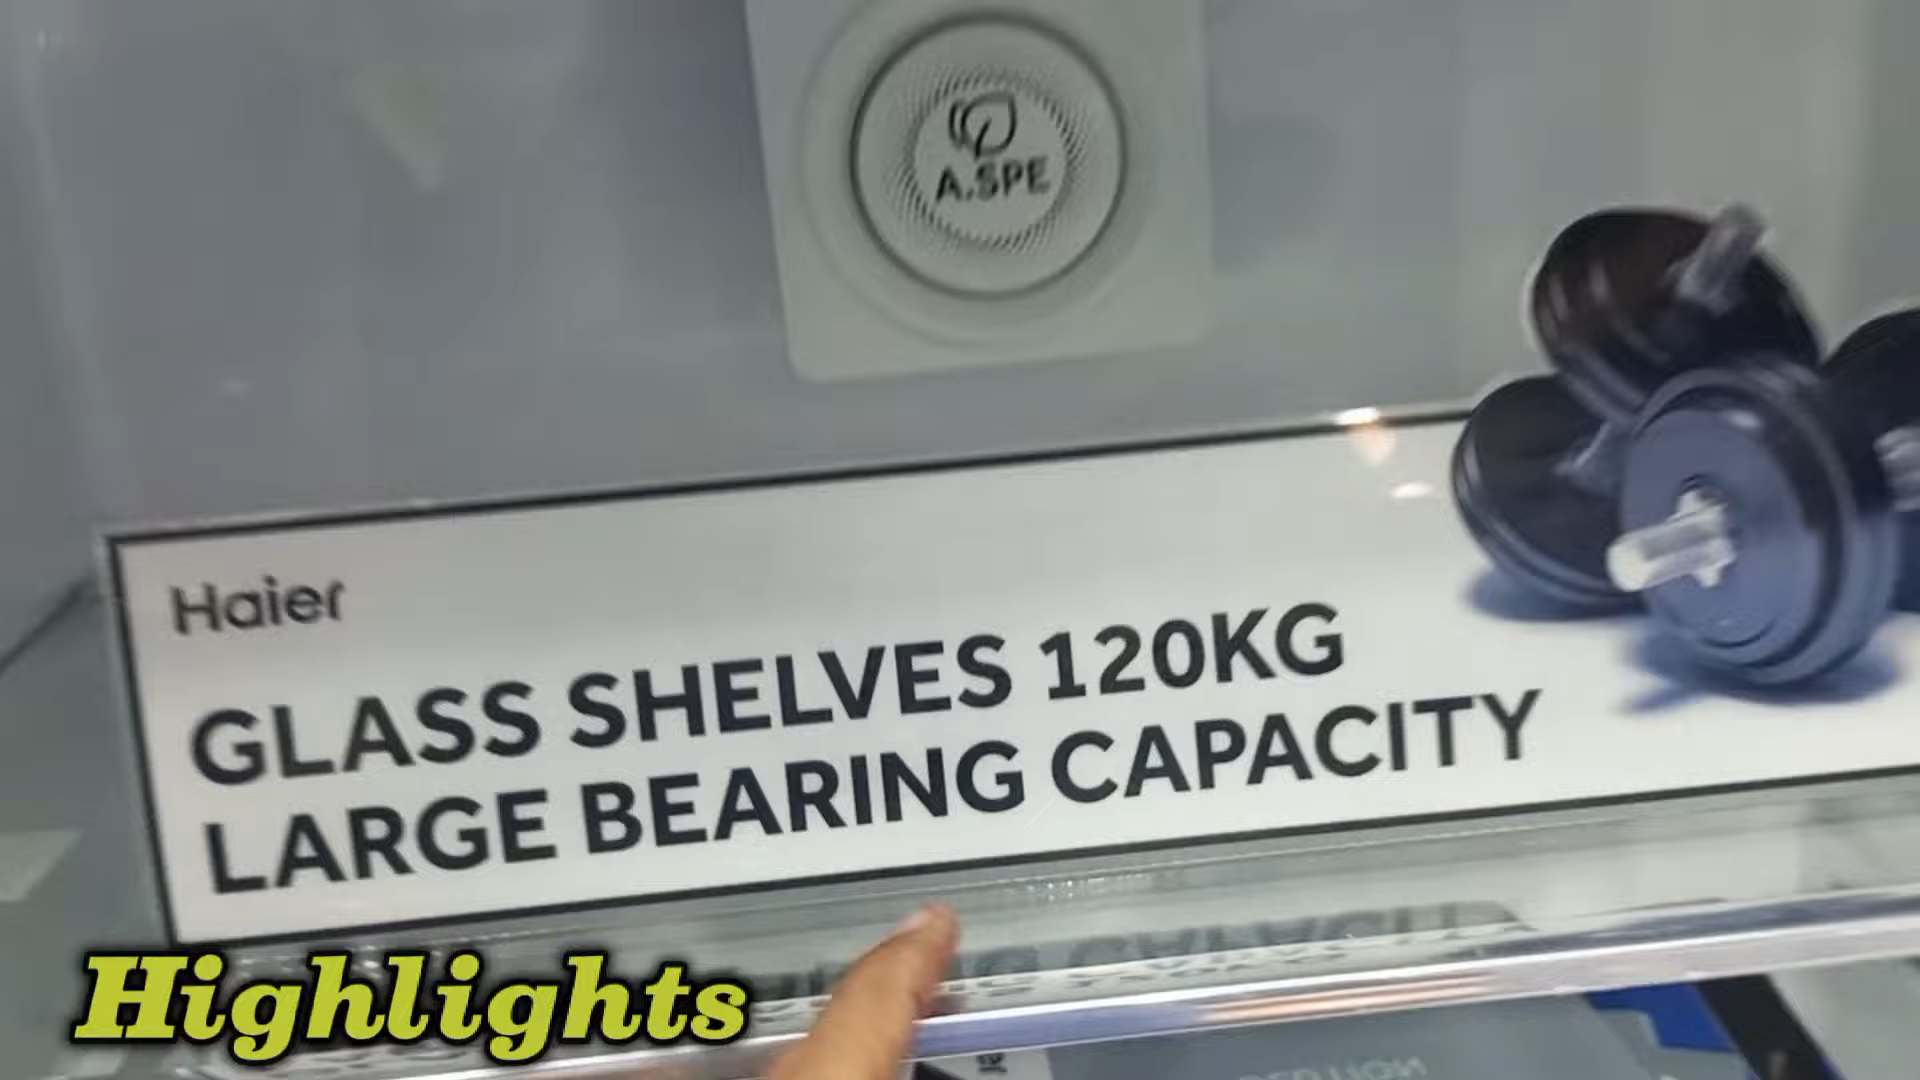 A.SPE
Haier
GLASS SHELVES 120KG
LARGE BEARING CAPACITY
Highlights